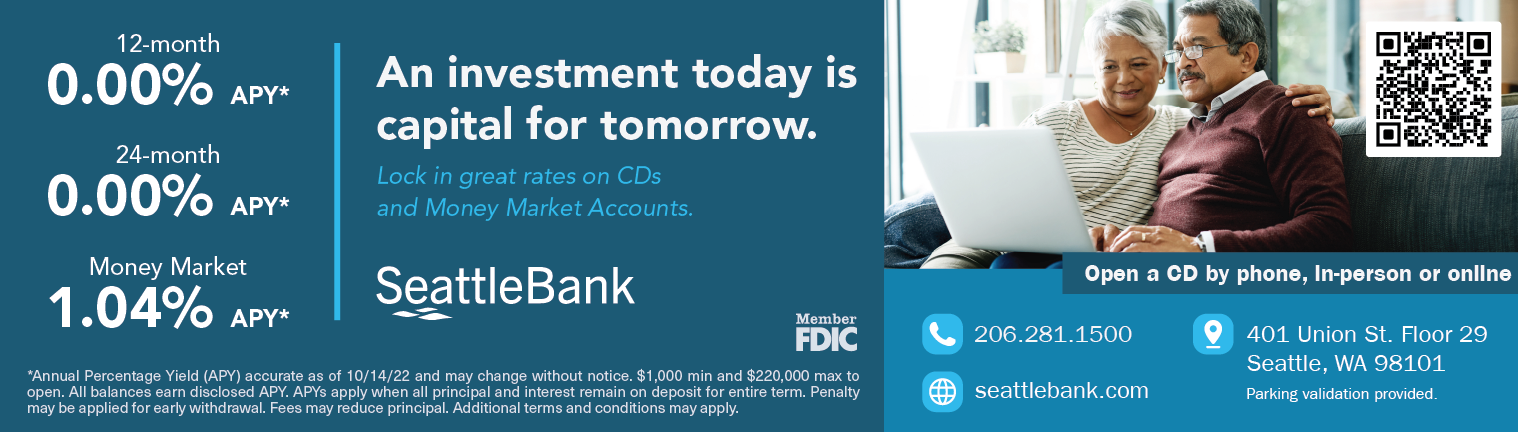 12-month
0.00% APY*
24-month
0.00% APY*
Money Market
1.04% APY*
An investment today is
capital for tomorrow.
Lock in great rates on CDs
and Money Market Accounts.
SeattleBank
Member
FDIC
*Annual Percentage Yield (APY) accurate as of 10/14/22 and may change without notice. $1,000 min and $220,000 max to
open. All balances earn disclosed APY. APYs apply when all principal and interest remain on deposit for entire term. Penalty
may be applied for early withdrawal. Fees may reduce principal. Additional terms and conditions may apply.
Open a CD by phone, in-person or online
206.281.1500
seattlebank.com
401 Union St. Floor 29
Seattle, WA 98101
Parking validation provided.